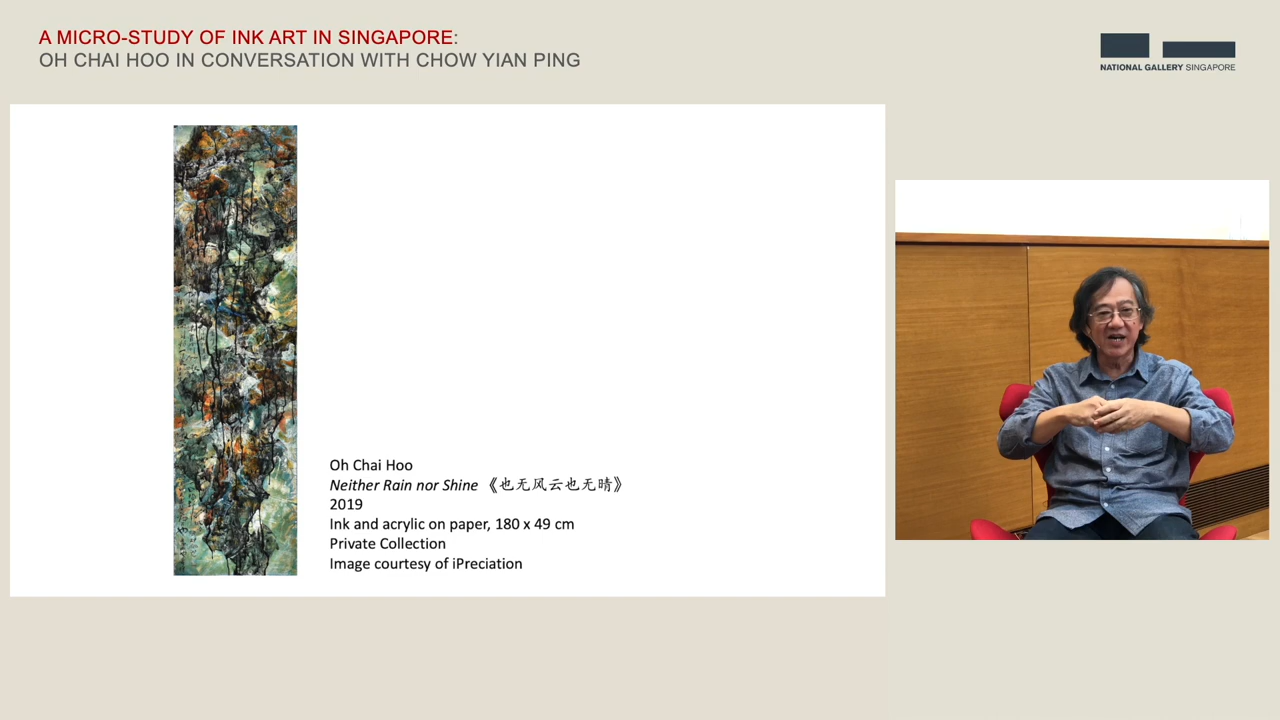 A MICRO-STUDY OF INK ART IN SINGAPORE:
OH CHAI HOO IN CONVERSATION WITH CHOW YIAN PING
NATIONAL GALLERY SINGAPORE
Oh Chai Hoo
Neither Rain nor Shine 《也无风云也无晴》
2019
Ink and acrylic on paper, 180 x 49 cm
Private Collection
Image courtesy of iPreciation